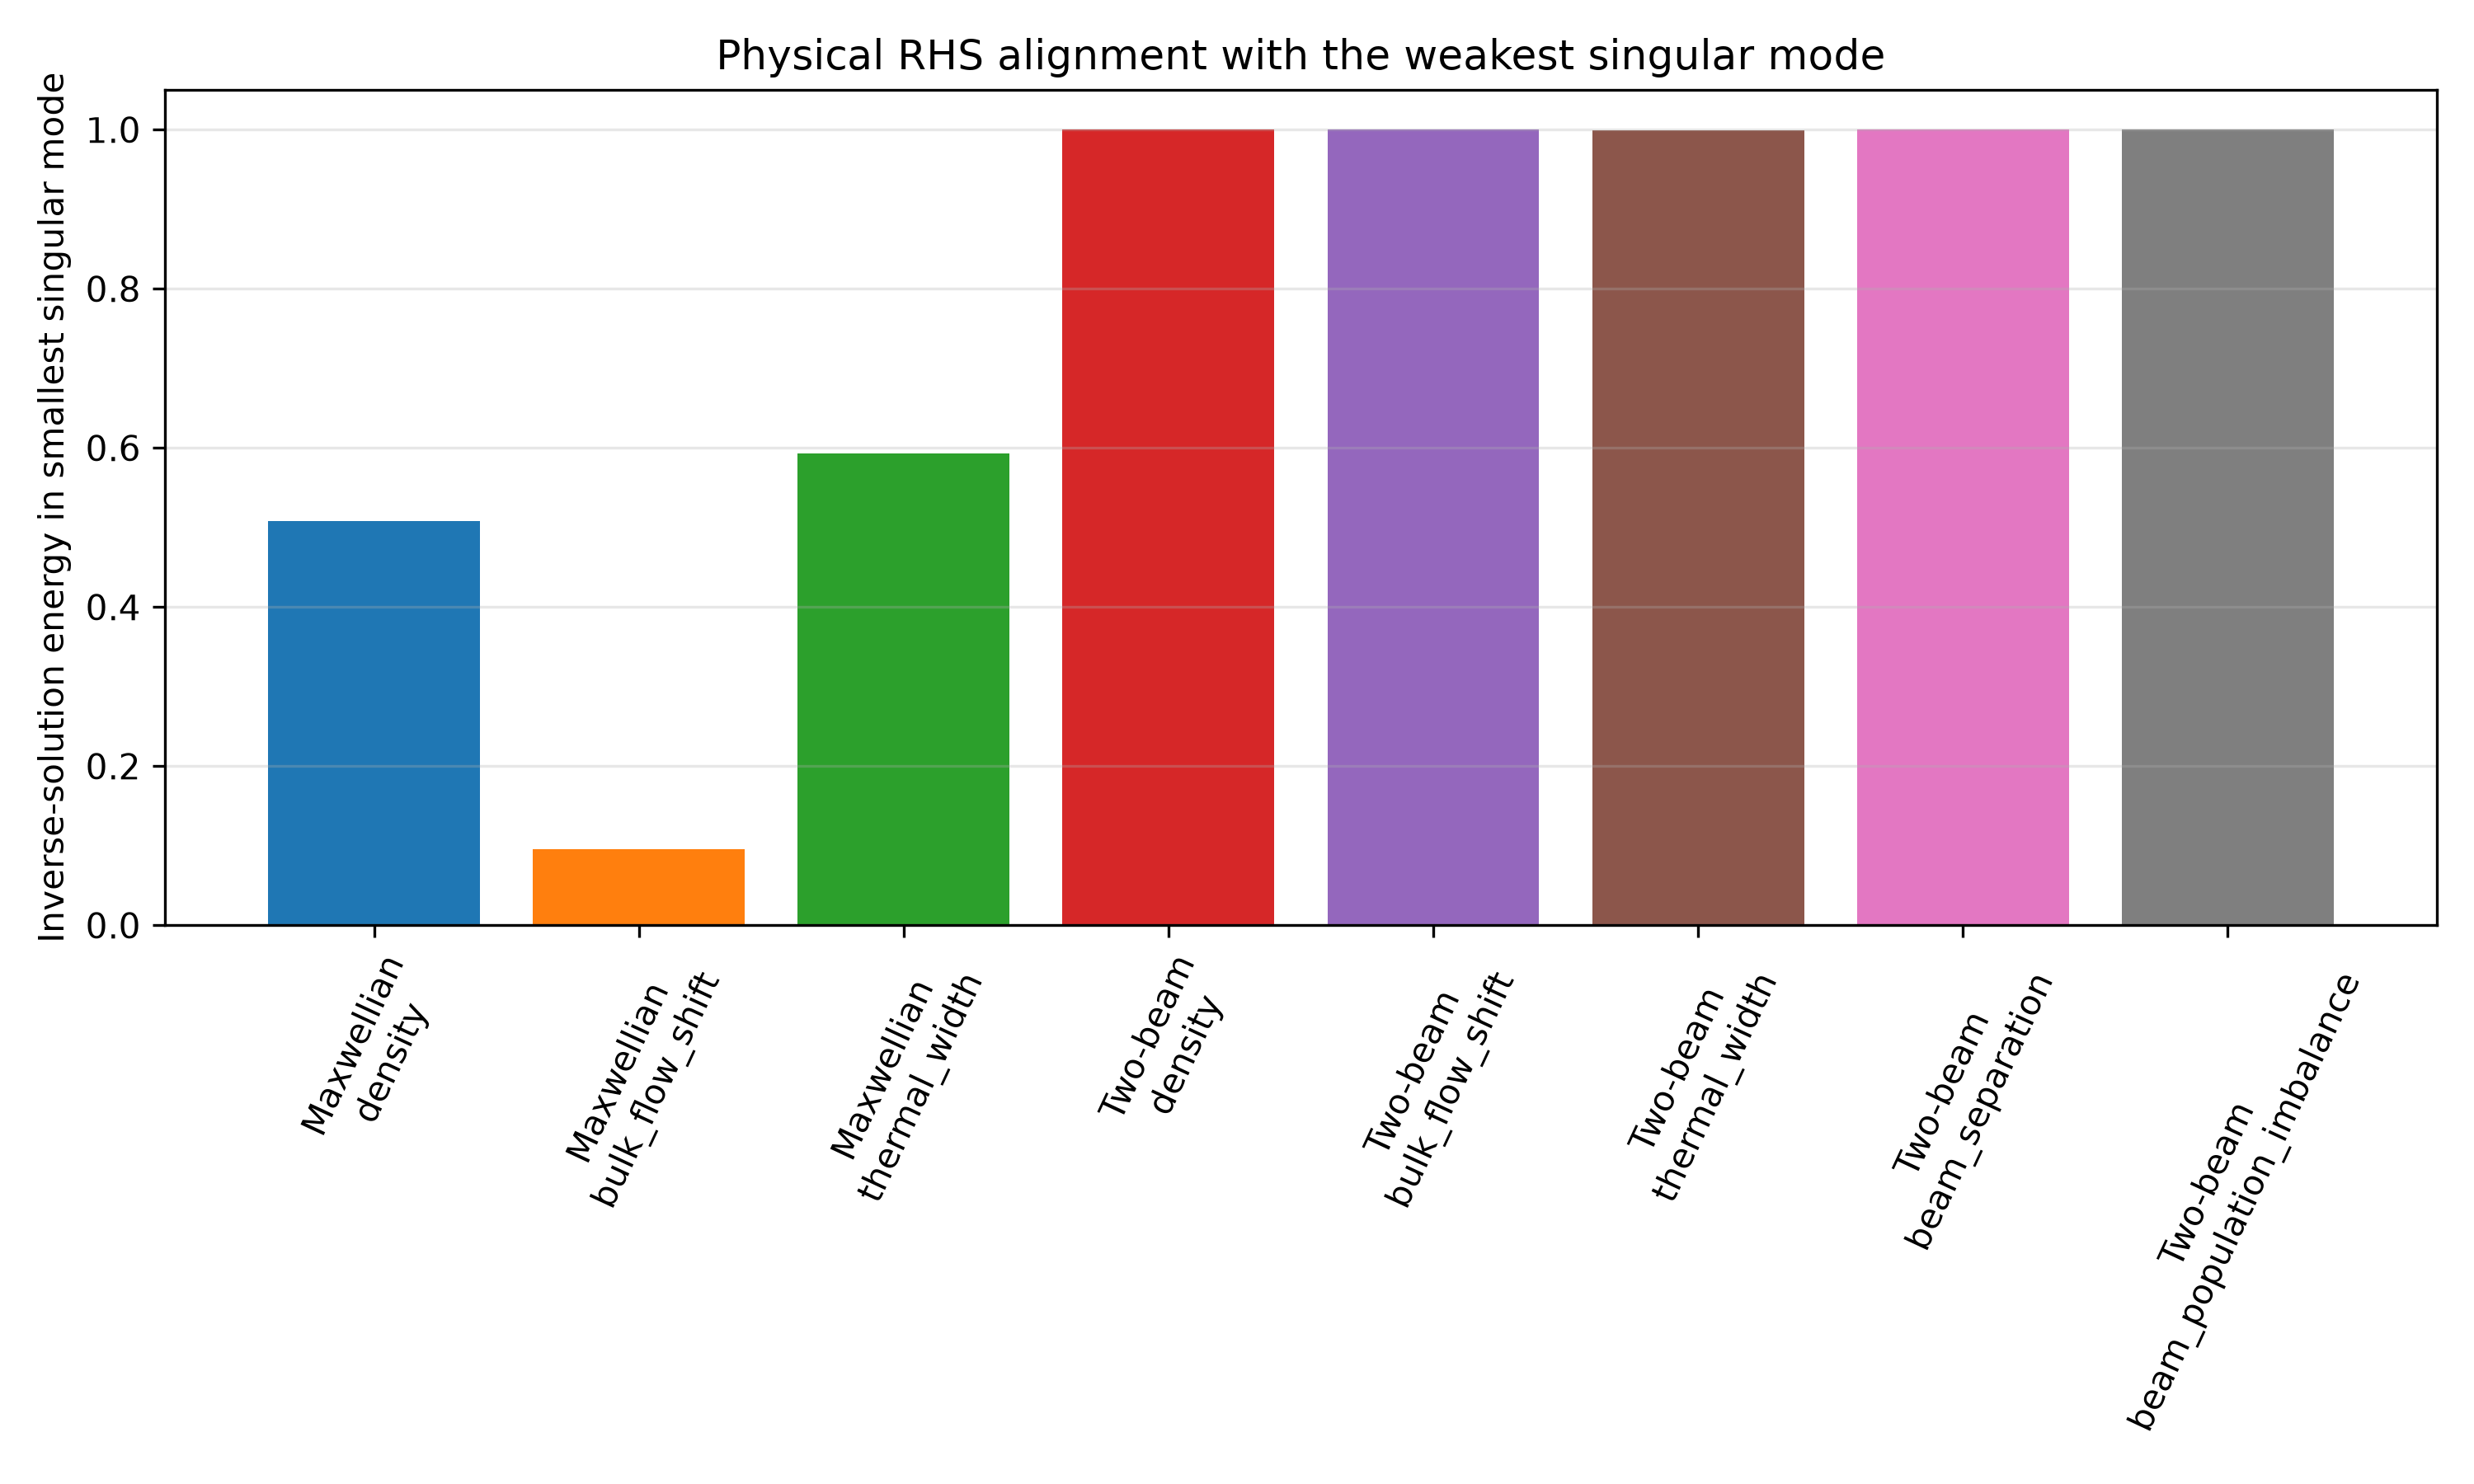 Physical RHS alignment with the weakest singular mode
Inverse-solution energy in smallest singular mode
1.0
0.8
0.6
0.4
0.2
0.0
Maxwellian
density
Maxwellian
bulk_flow_shift
Maxwellian
thermal_width
Two-beam
density
Two-beam
bulk_flow_shift
Two-beam
thermal_width
Two-beam
beam_separation
Two-beam
beam_population_imbalance